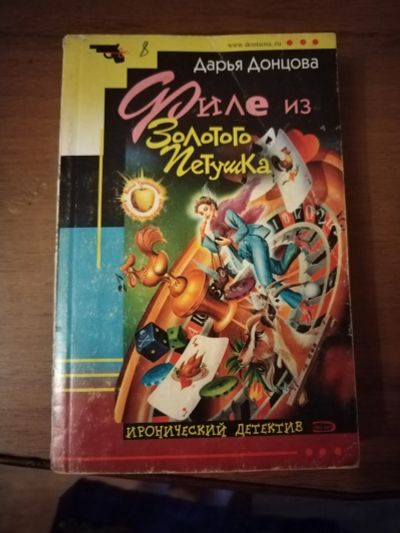 8
www.dontsova.ru
Дарья Донцова
Филе из
Золотого
Петушка
ИРОНИЧЕСКИЙ ДЕТЕКТИВ